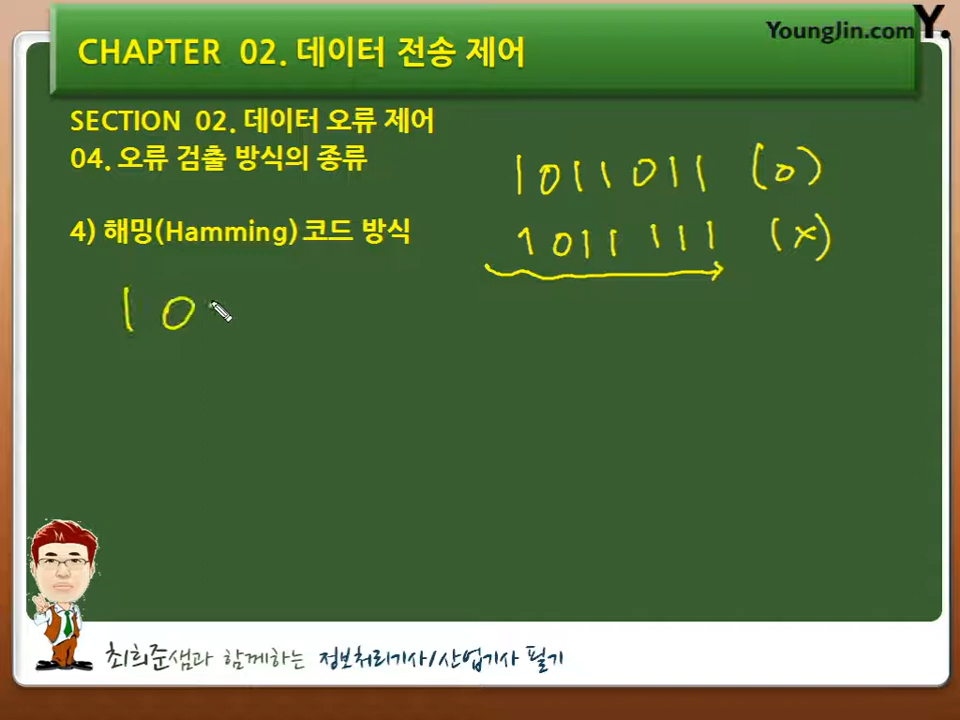 YoungJin.com Y.
CHAPTER 02. 데이터 전송 제어
SECTION 02. 데이터 오류 제어
04. 오류 검출 방식의 종류
1011011 (o)
4) 해밍(Hamming) 코드 방식
1011111 (x)
10
최희준샘과 함께하는 정보처리기사/산업기사 필기